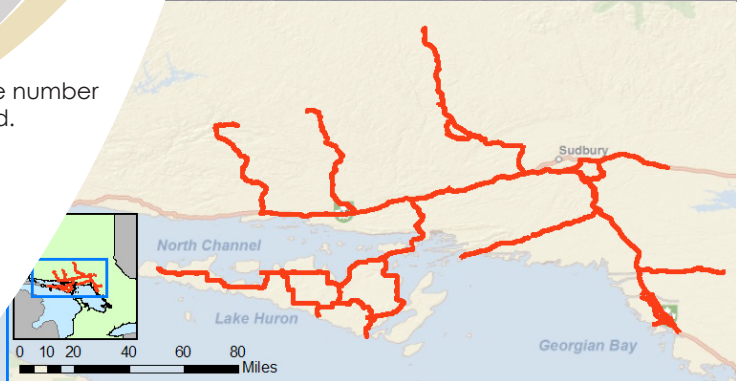 e number
d.
Sudbury
North Channel
Lake Huron
Georgian Bay
0 10 20 40 60 80
Miles